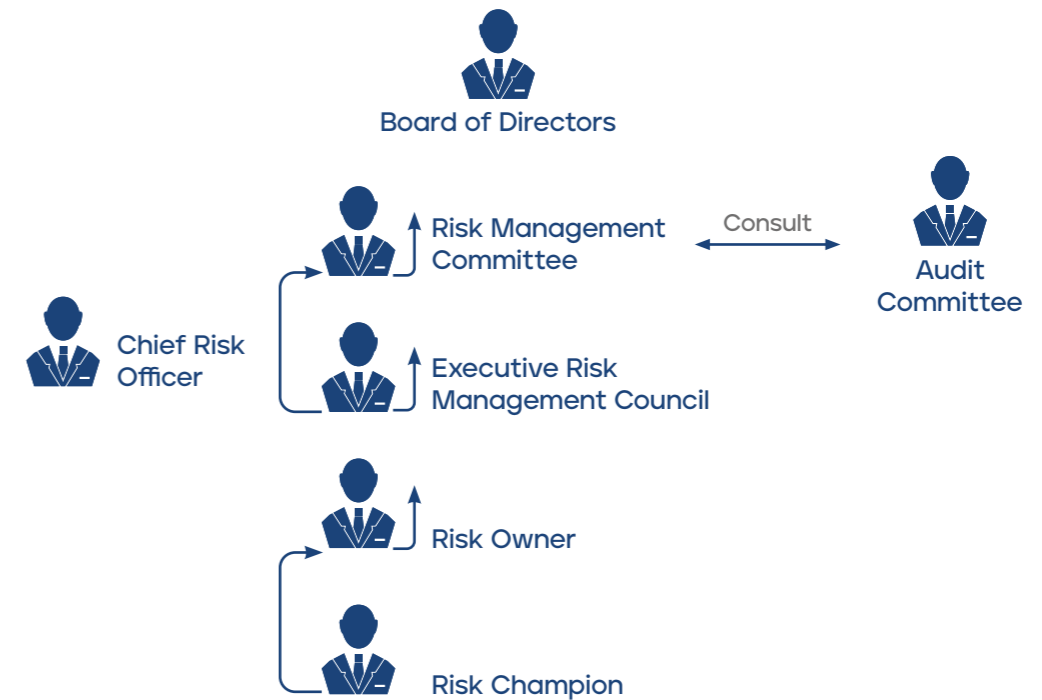 Board of Directors
Risk Management
Committee
Consult
Audit
Committee
Chief Risk
Officer
Executive Risk
Management Council
Risk Owner
Risk Champion